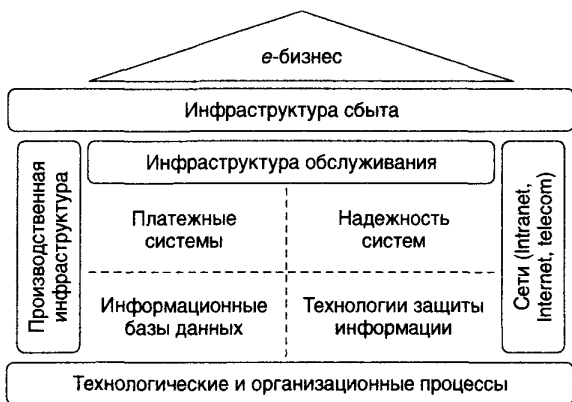 e-бизнес
Инфраструктура сбыта
Производственная
инфраструктура
Инфраструктура обслуживания
Платежные
системы
Надежность
систем
Информационные
базы данных
Технологии защиты
информации
Сети (Intranet,
Internet, telecom)
Технологические и организационные процессы